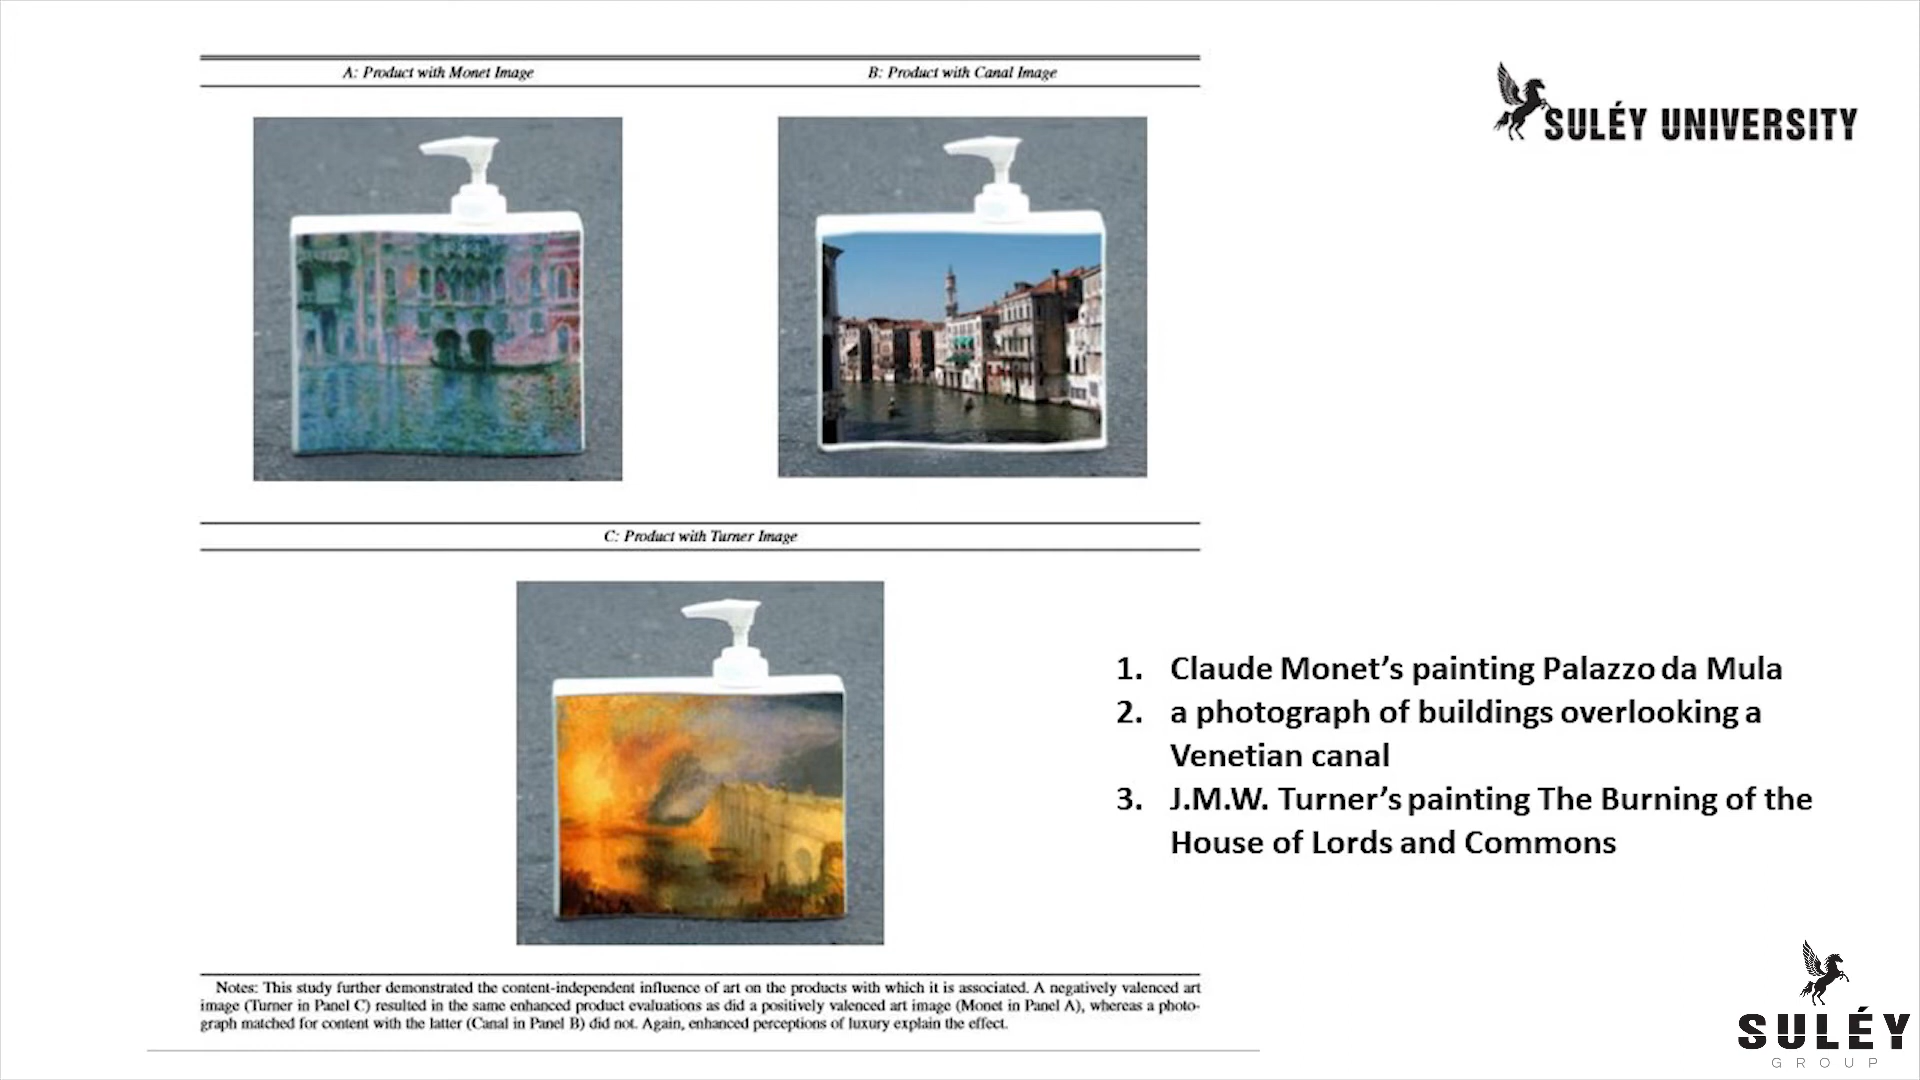 A: Product with Monet Image
B: Product with Canal Image
SULÉY UNIVERSITY
C: Product with Turner Image
1. Claude Monet’s painting Palazzo da Mula
2. a photograph of buildings overlooking a
Venetian canal
3. J.M.W. Turner’s painting The Burning of the
House of Lords and Commons
Notes: This study further demonstrated the content-independent influence of art on the products with which it is associated. A negatively valenced art
image (Turner in Panel C) resulted in the same enhanced product evaluations as did a positively valenced art image (Monet in Panel A), whereas a photo-
graph matched for content with the latter (Canal in Panel B) did not. Again, enhanced perceptions of luxury explain the effect.
SULÉY
GROUP